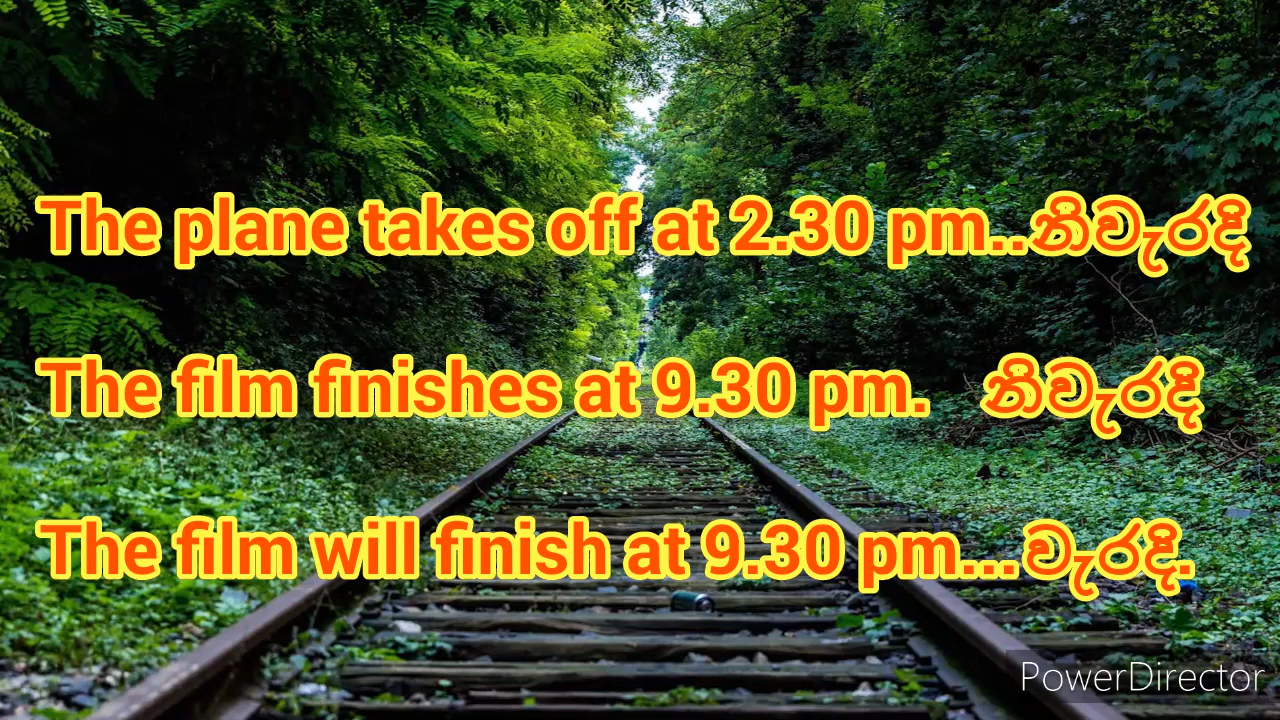 The plane takes off at 2.30 pm..නිවැරදි
The film finishes at 9.30 pm. නිවැරදි
The film will finish at 9.30 pm...වැරදි.
PowerDirector